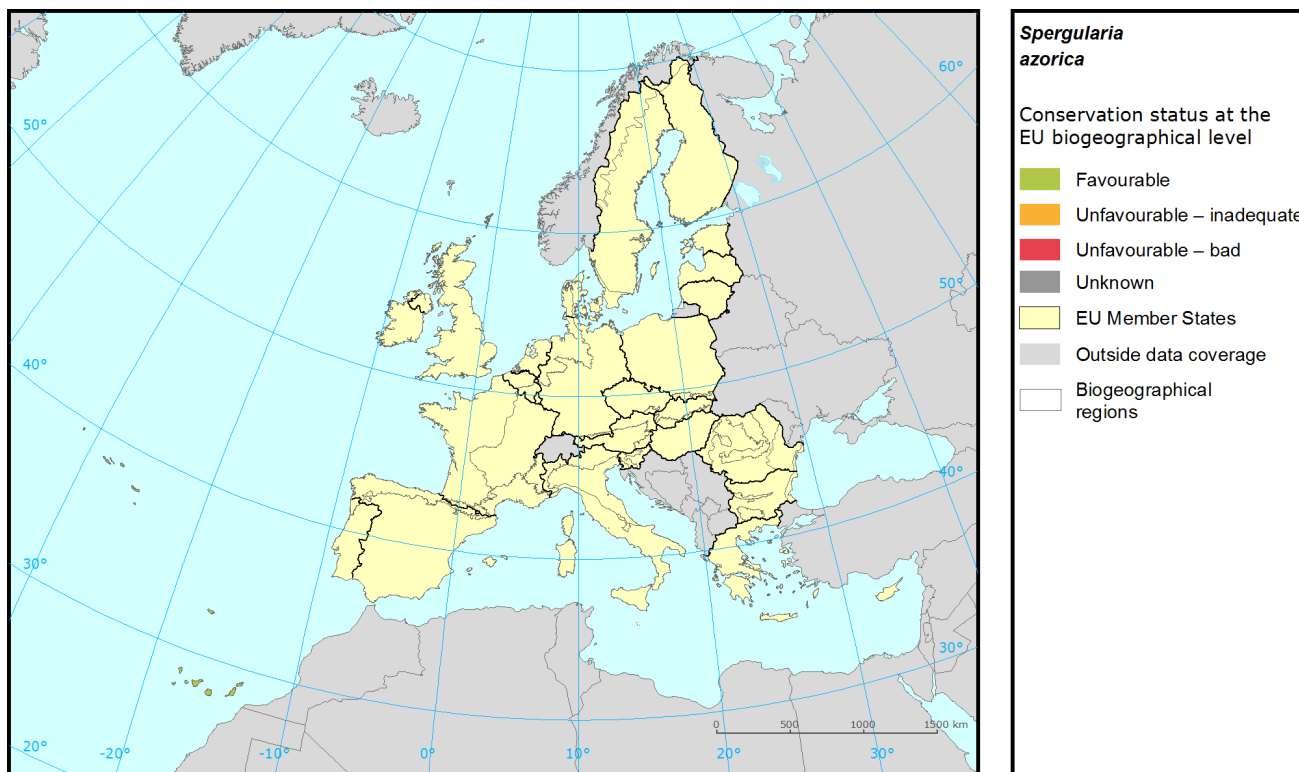 Spergularia
azorica
Conservation status at the
EU biogeographical level
Favourable
Unfavourable – inadequate
Unfavourable – bad
Unknown
EU Member States
Outside data coverage
Biogeographical
regions
60°
50°
50°
40°
40°
30°
30°
20°
-20°
-10°
0°
10°
20°
30°
0 500 1000 1500 km